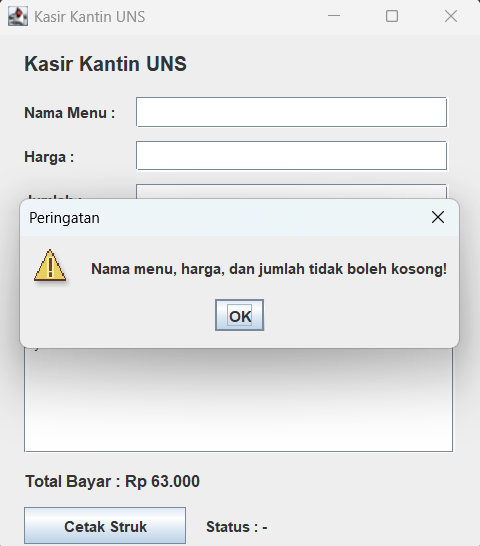 Kasir Kantin UNS
Kasir Kantin UNS
Nama Menu :
Harga :
Peringatan
Nama menu, harga, dan jumlah tidak boleh kosong!
OK
Total Bayar : Rp 63.000
Cetak Struk
Status : -